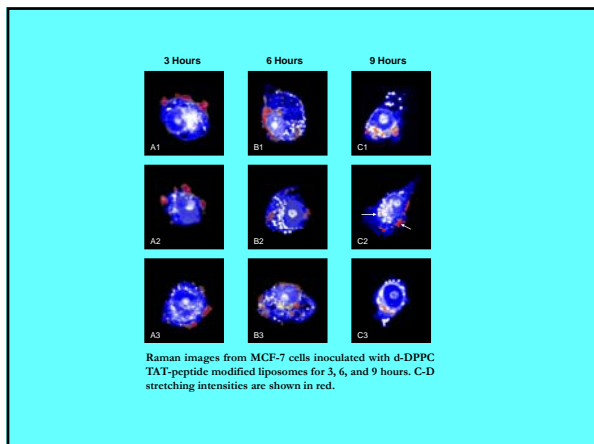 3 Hours 6 Hours 9 Hours
A1 B1 C1
A2 B2 C2
A3 B3 C3
Raman images from MCF-7 cells inoculated with d-DPPC
TAT-peptide modified liposomes for 3, 6, and 9 hours. C-D
stretching intensities are shown in red.